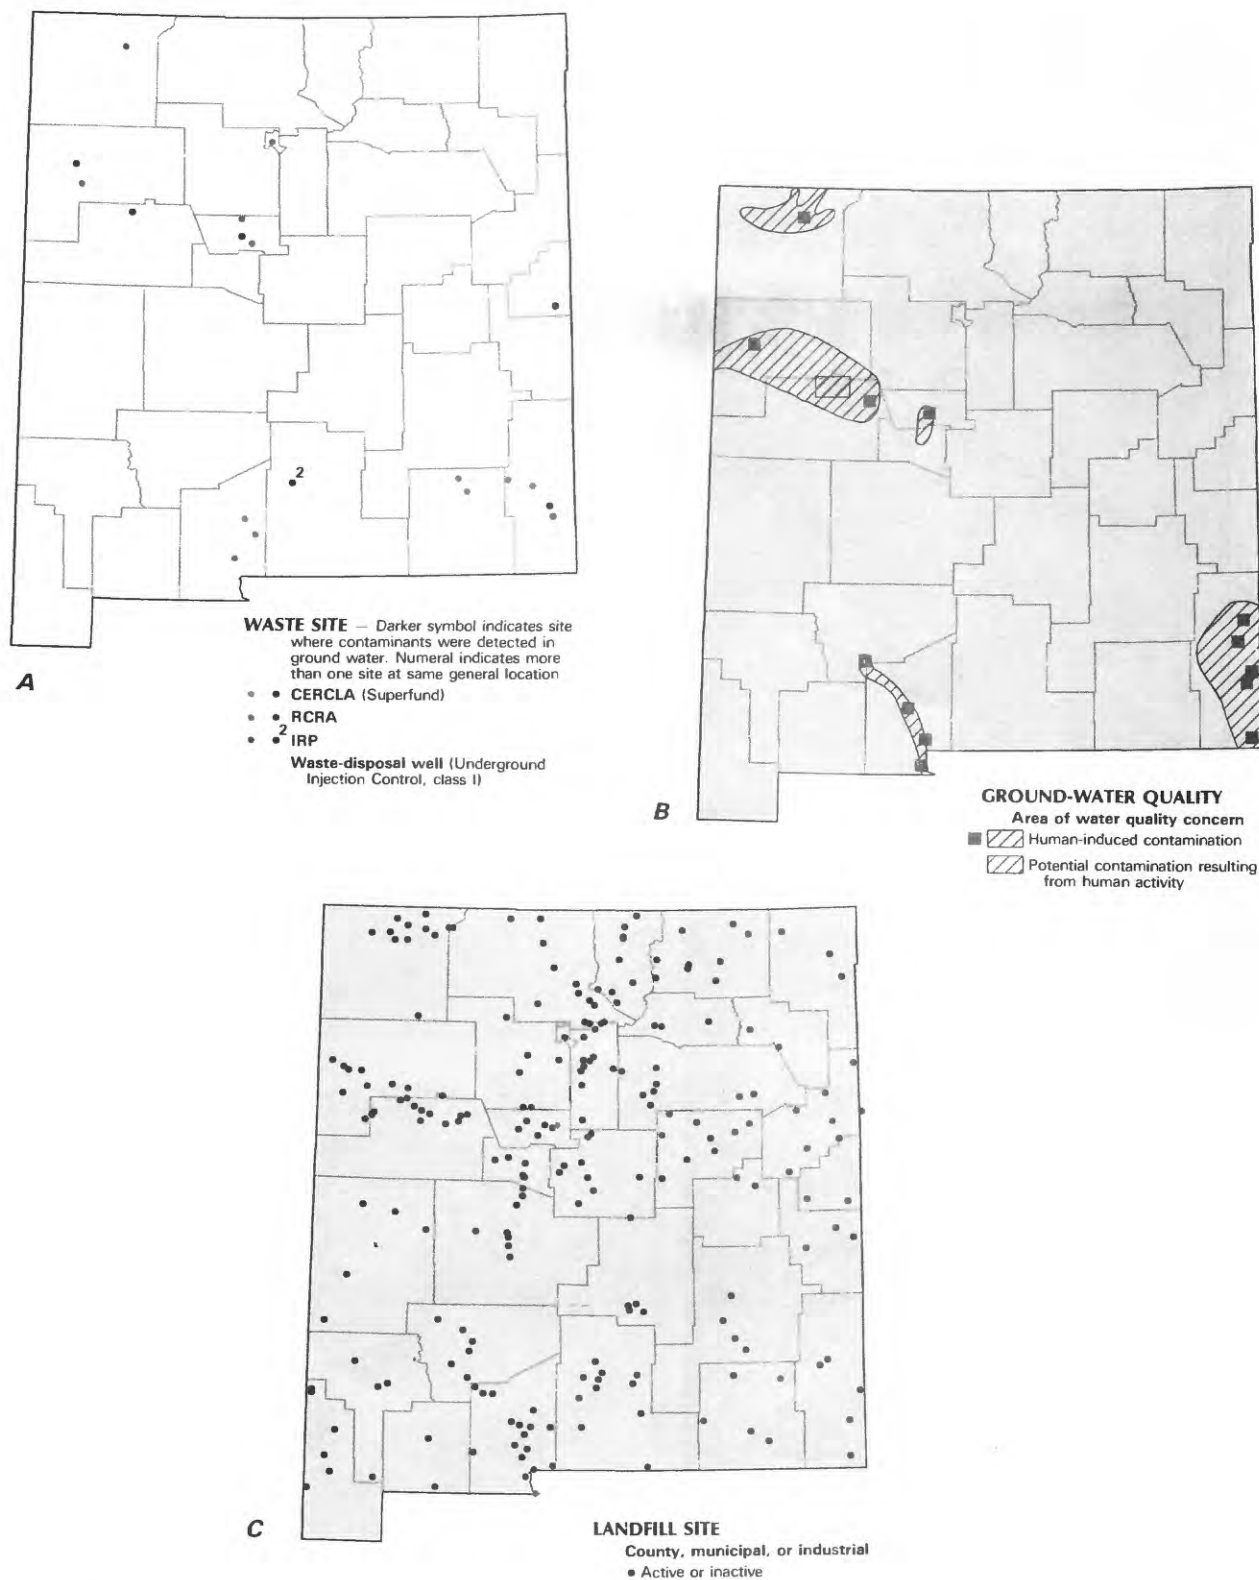 2
WASTE SITE — Darker symbol indicates site
where contaminants were detected in
ground water. Numeral indicates more
than one site at same general location
A
• • CERCLA (Superfund)
• • RCRA
• •2 IRP
Waste-disposal well (Underground
Injection Control, class I)
B
GROUND-WATER QUALITY
Area of water quality concern
Human-induced contamination
Potential contamination resulting
from human activity
C
LANDFILL SITE
County, municipal, or industrial
• Active or inactive